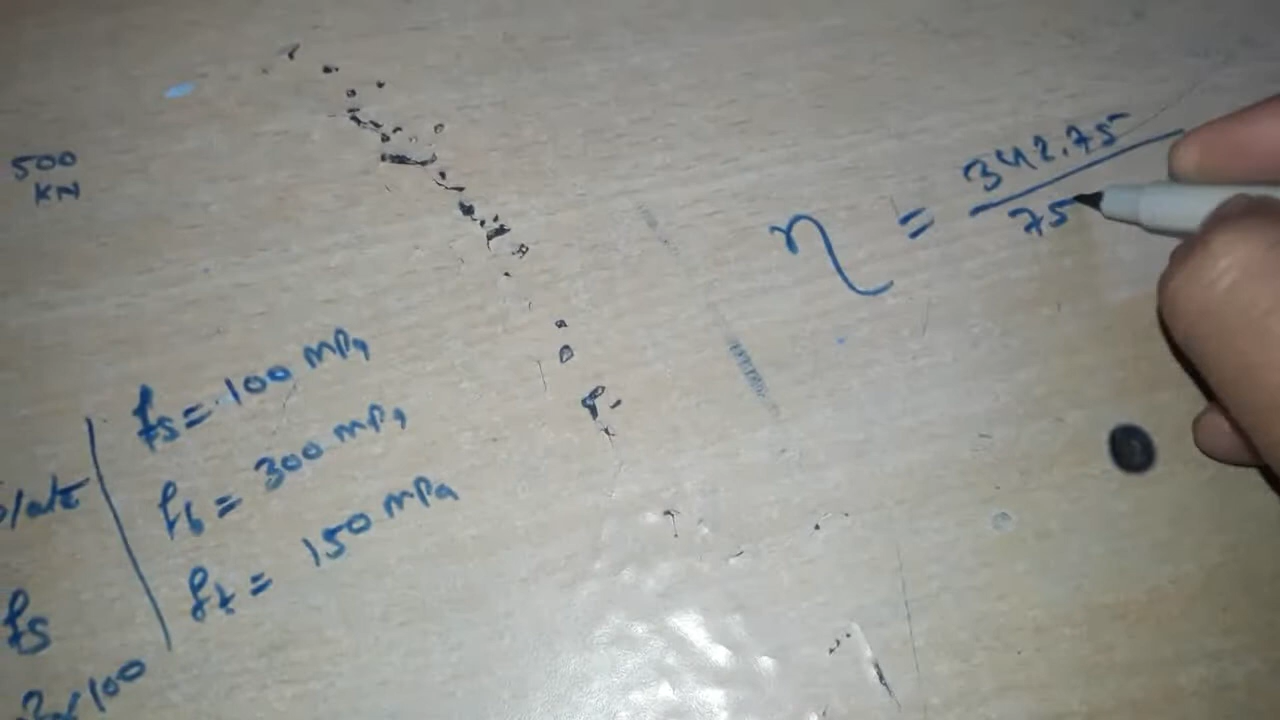 500
KN
η = 342.75
75
fs = 100 mPa
fb = 300 mPa
ft = 150 mPa
fs